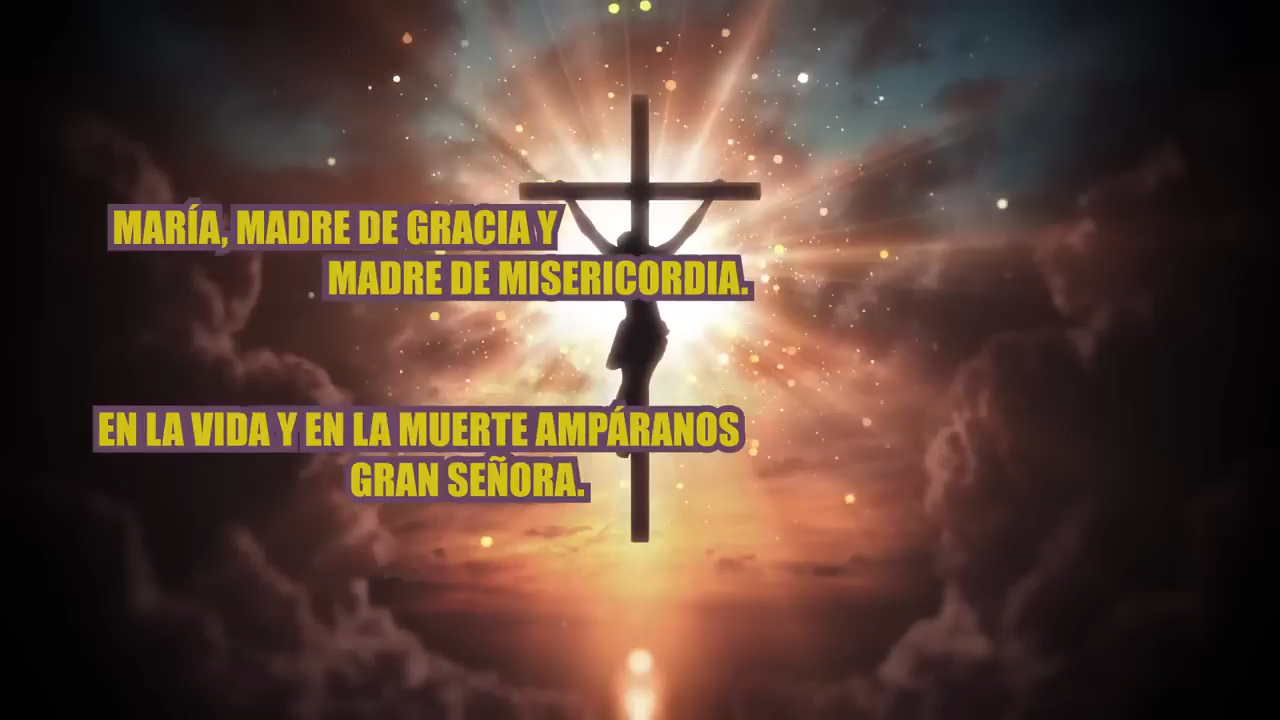 MARÍA, MADRE DE GRACIA Y
MADRE DE MISERICORDIA.
EN LA VIDA Y EN LA MUERTE AMPÁRANOS
GRAN SEÑORA.